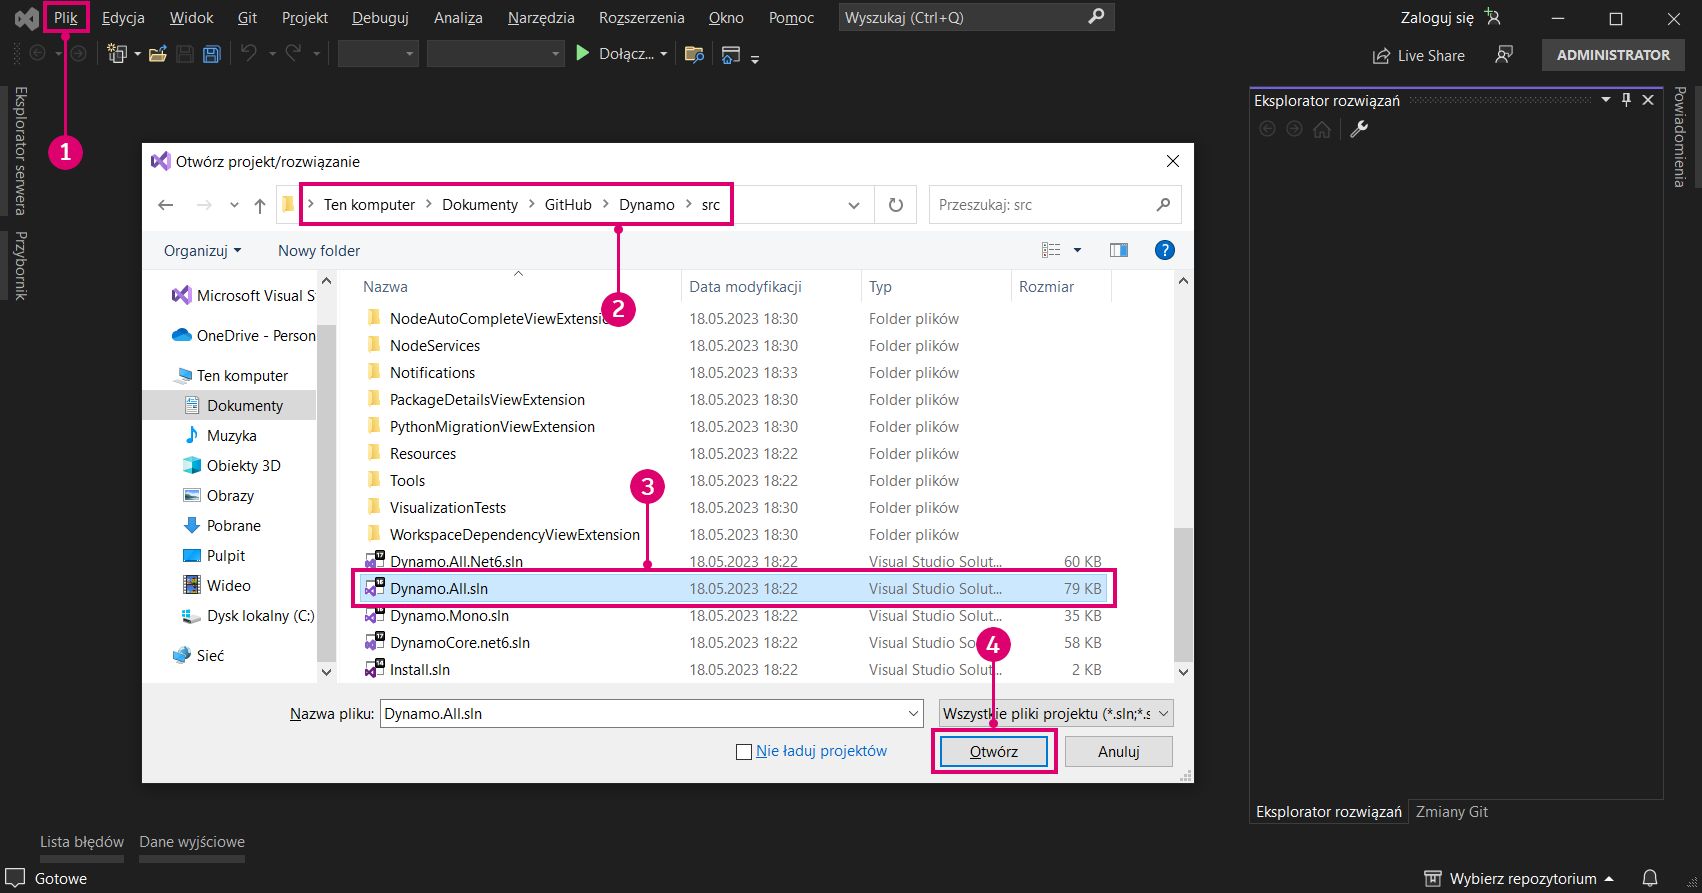 Plik Edycja Widok Git Projekt Debuguj Analiza Narzędzia Rozszerzenia Okno Pomoc Wyszukaj (Ctrl+Q) Zaloguj się
Dołącz... Live Share ADMINISTRATOR
Eksplorator serwera
Przybornik
1
Eksplorator rozwiązań
Powiadomienia
Otwórz projekt/rozwiązanie
Ten komputer > Dokumenty > GitHub > Dynamo > src
Przeszukaj: src
Organizuj Nowy folder
2
Microsoft Visual S
OneDrive - Person
Ten komputer
Dokumenty
Muzyka
Obiekty 3D
Obrazy
Pobrane
Pulpit
Wideo
Dysk lokalny (C:)
Sieć
Nazwa Data modyfikacji Typ Rozmiar
NodeAutoCompleteViewExtensio 18.05.2023 18:30 Folder plików
NodeServices 18.05.2023 18:30 Folder plików
Notifications 18.05.2023 18:33 Folder plików
PackageDetailsViewExtension 18.05.2023 18:30 Folder plików
PythonMigrationViewExtension 18.05.2023 18:30 Folder plików
Resources 18.05.2023 18:22 Folder plików
Tools 18.05.2023 18:22 Folder plików
3
VisualizationTests 18.05.2023 18:30 Folder plików
WorkspaceDependencyViewExtension 18.05.2023 18:30 Folder plików
Dynamo.All.Net6.sln 18.05.2023 18:22 Visual Studio Solut... 60 KB
Dynamo.All.sln 18.05.2023 18:22 Visual Studio Solut... 79 KB
Dynamo.Mono.sln 18.05.2023 18:22 Visual Studio Solut... 35 KB
DynamoCore.net6.sln 18.05.2023 18:22 Visual Studio So 58 KB
4
Install.sln 18.05.2023 18:22 Visual Studio Solut... 2 KB
Nazwa pliku: Dynamo.All.sln Wszystkie pliki projektu (*.sln;*.s
Nie ładuj projektów Otwórz Anuluj
Eksplorator rozwiązań Zmiany Git
Lista błędów Dane wyjściowe
Gotowe Wybierz repozytorium